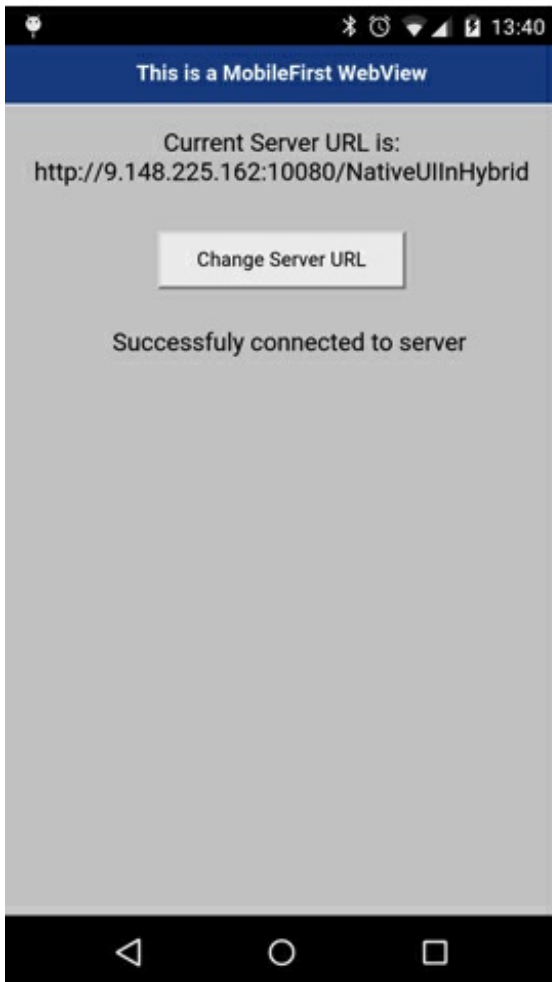 13:40
This is a MobileFirst WebView
Current Server URL is:
http://9.148.225.162:10080/NativeUIInHybrid
Change Server URL
Successfuly connected to server